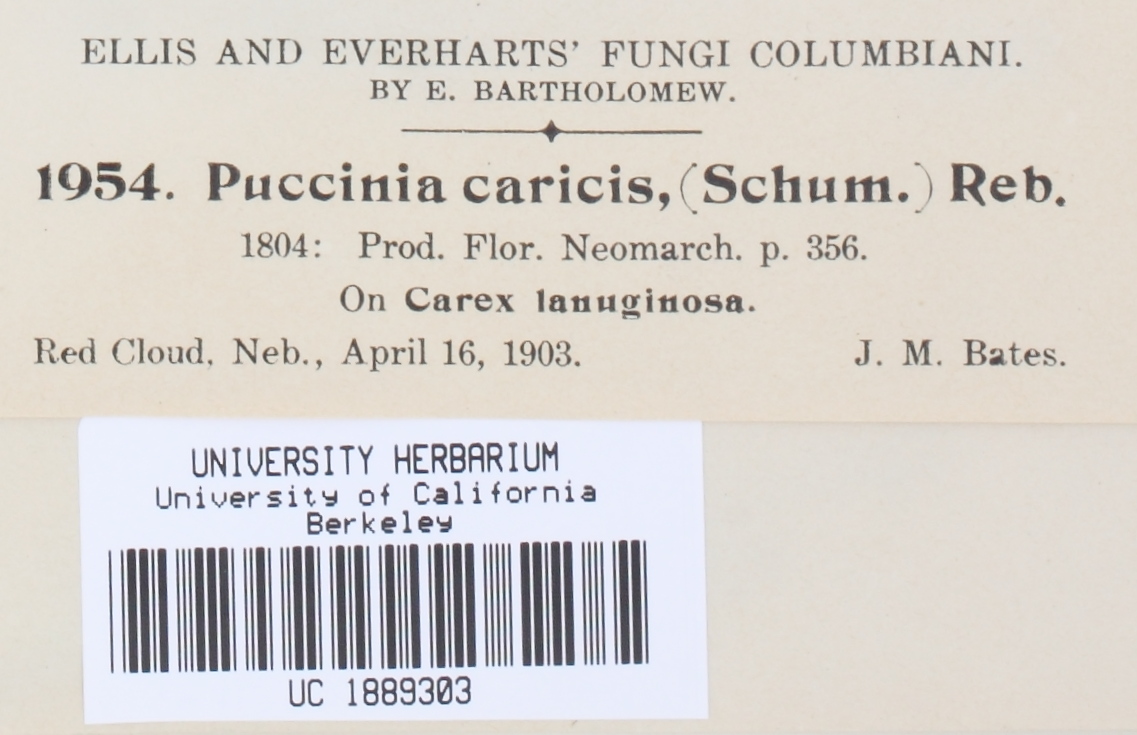 ELLIS AND EVERHARTS' FUNGI COLUMBIANI.
BY E. BARTHOLOMEW.
1954. Puccinia caricis, (Schum.) Reb.
1804: Prod. Flor. Neomarch. p. 356.
On Carex lanuginosa.
Red Cloud, Neb., April 16, 1903. J. M. Bates.
UNIVERSITY HERBARIUM
University of California
Berkeley
UC 1889303